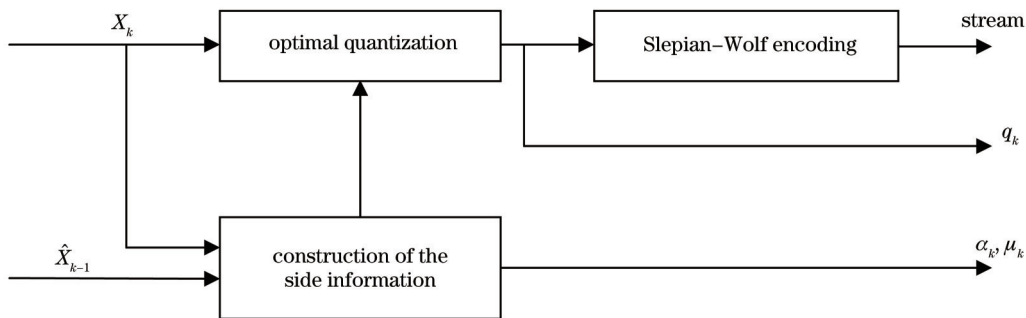 X_k
optimal quantization
Slepian–Wolf encoding
stream
q_k
X̂_{k−1}
construction of the
side information
α_k, μ_k